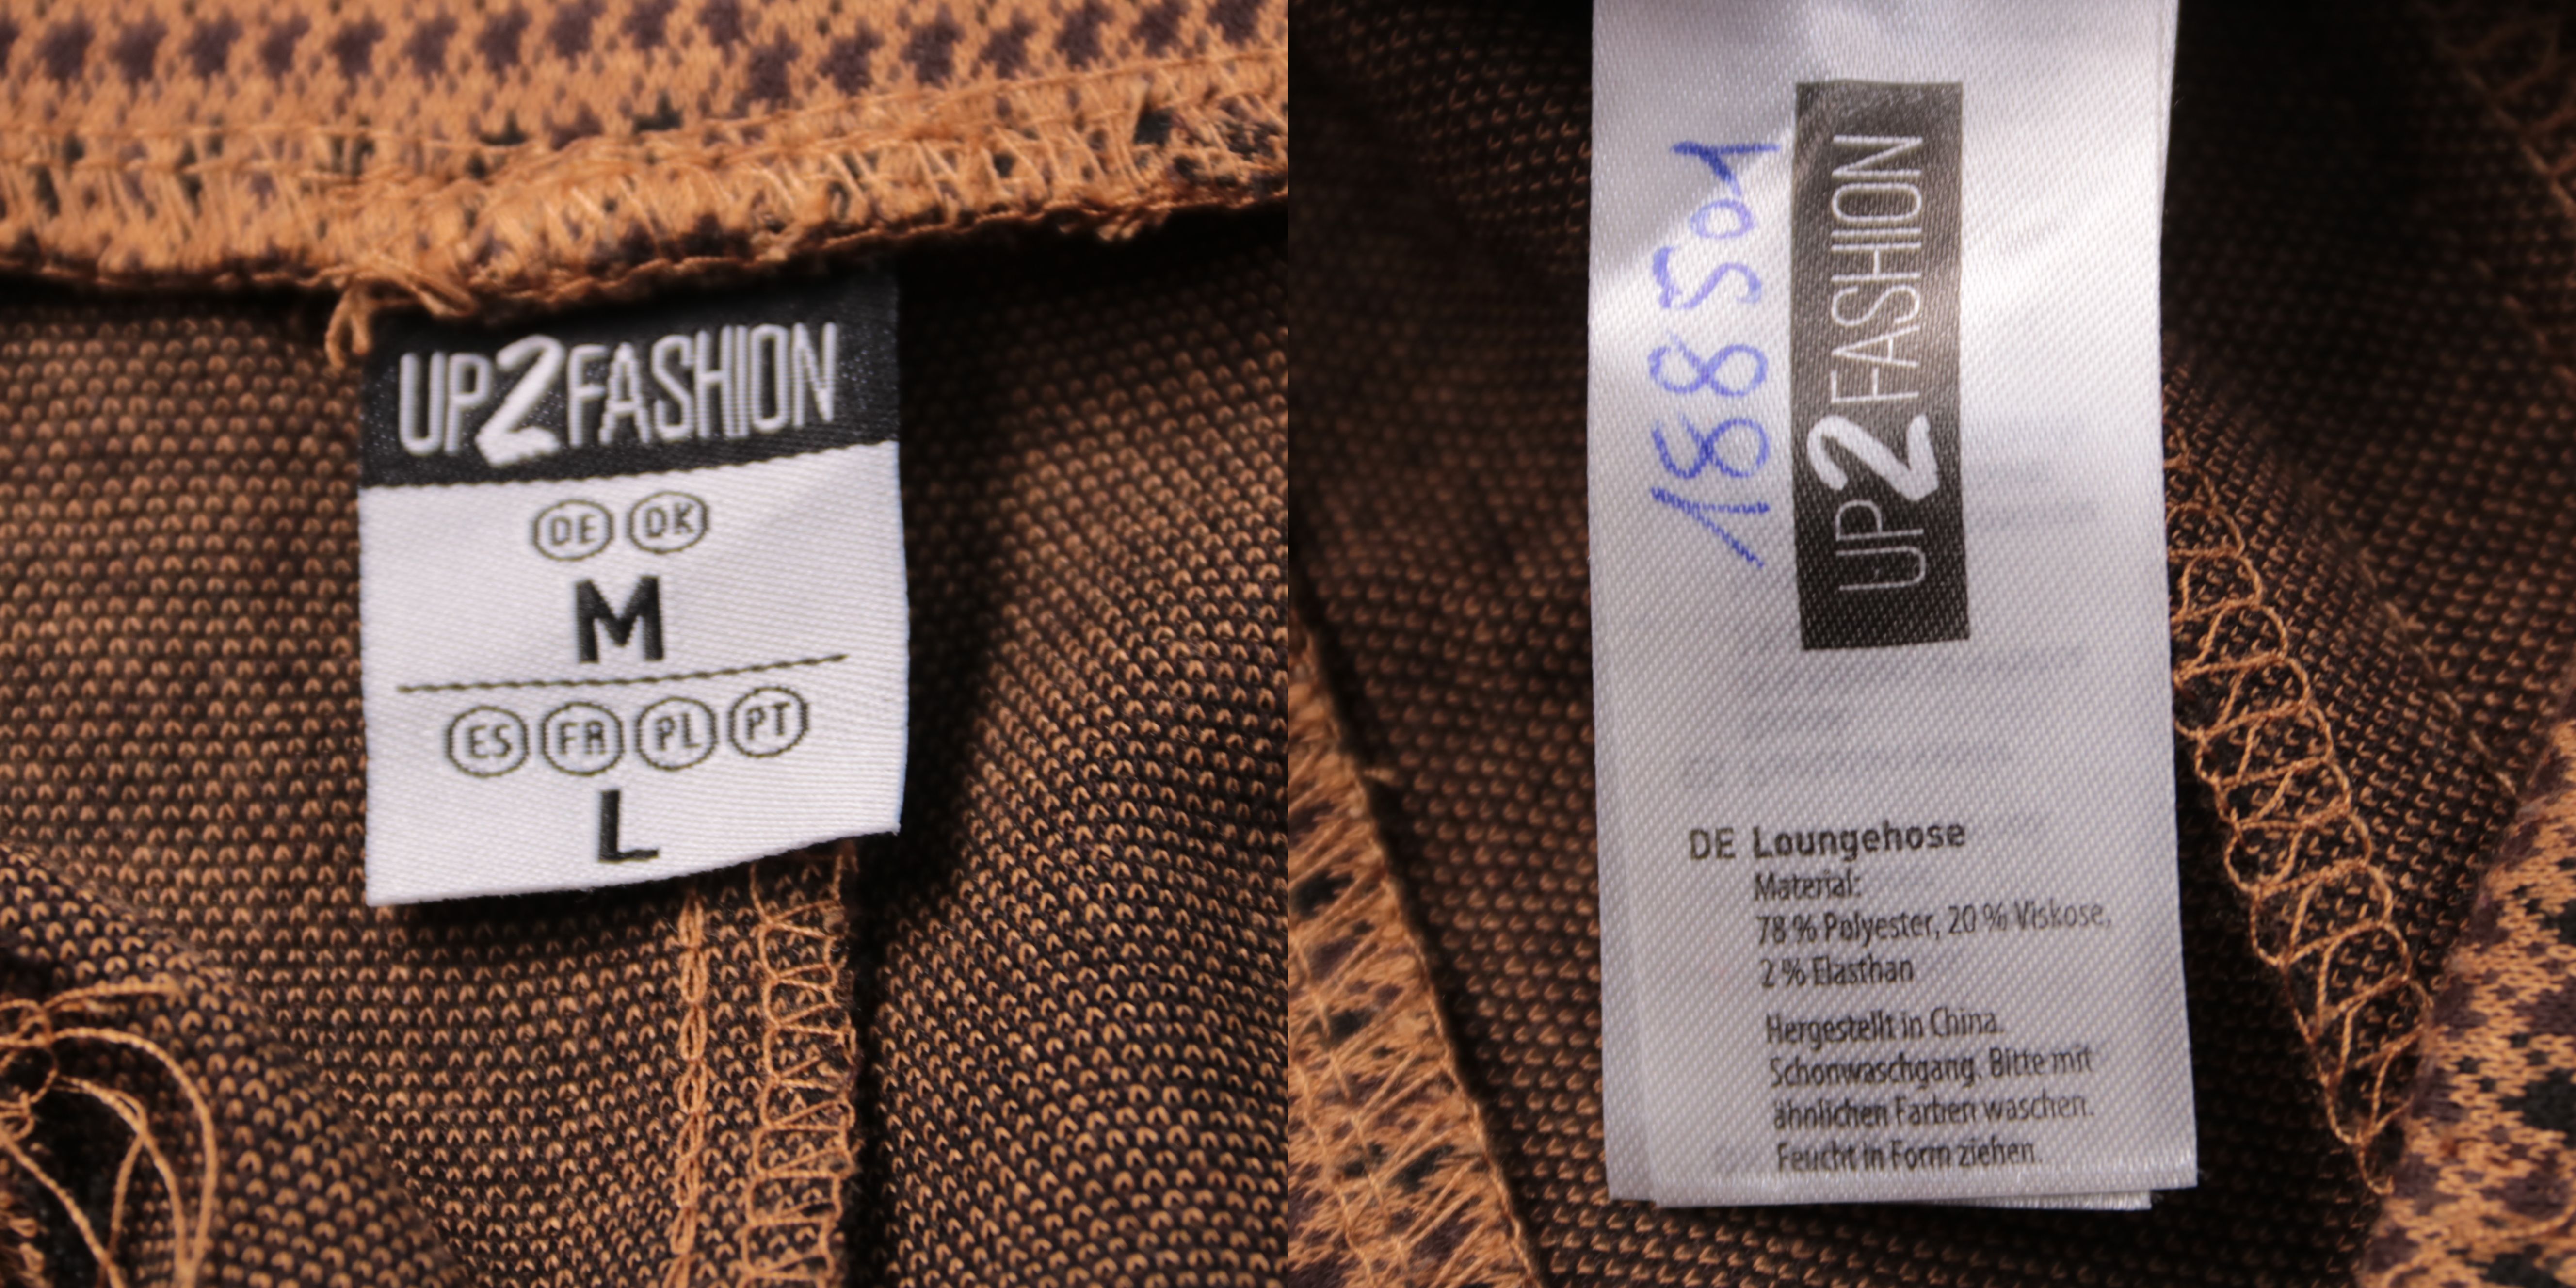 UP2FASHION
DE DK
M
ES FR PL PT
L
188501
UP2FASHION
DE Loungehose
Material:
78 % Polyester, 20 % Viskose,
2 % Elasthan
Hergestellt in China.
Schonwaschgang. Bitte mit
ähnlichen Farben waschen.
Feucht in Form ziehen.